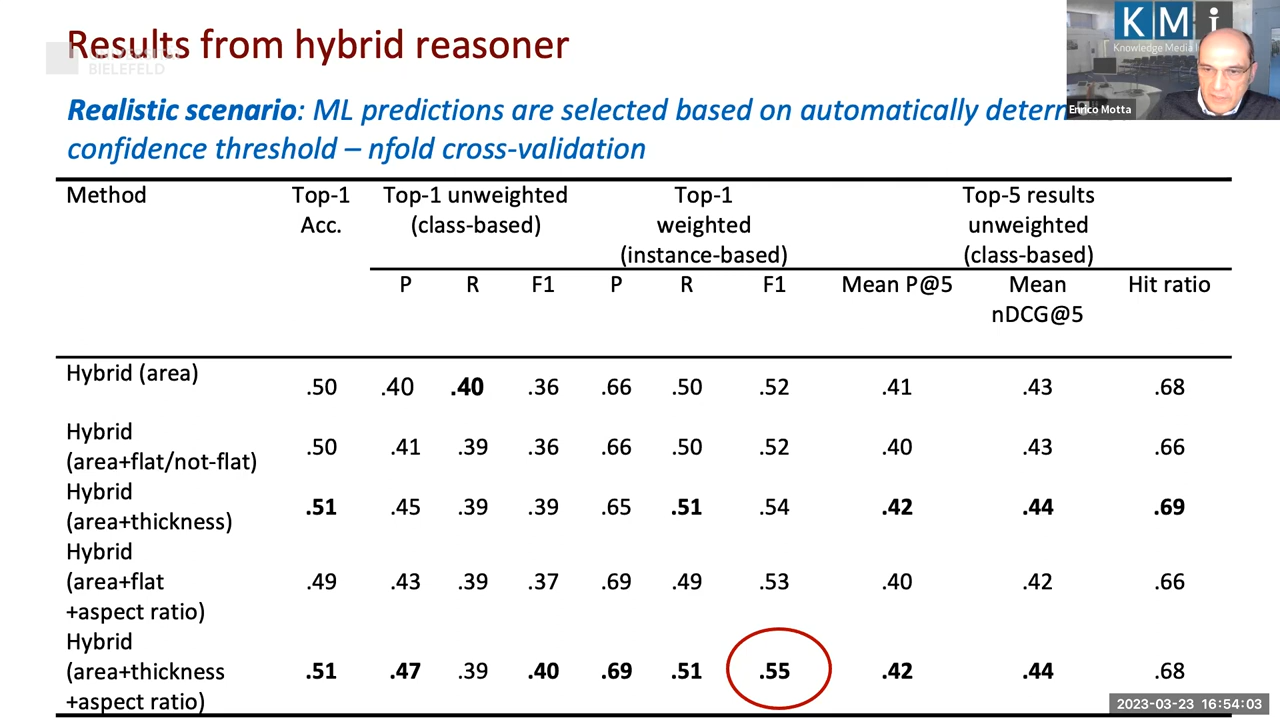 Results from hybrid reasoner
BIELEFELD
KMi
Knowledge Media I
Enrico Motta
Realistic scenario: ML predictions are selected based on automatically determ
confidence threshold – nfold cross-validation
Method Top-1 Top-1 unweighted Top-1 Top-5 results
Acc. (class-based) weighted unweighted
(instance-based) (class-based)
P R F1 P R F1 Mean P@5 Mean Hit ratio
nDCG@5
Hybrid (area) .50 .40 .40 .36 .66 .50 .52 .41 .43 .68
Hybrid
(area+flat/not-flat) .50 .41 .39 .36 .66 .50 .52 .40 .43 .66
Hybrid
(area+thickness) .51 .45 .39 .39 .65 .51 .54 .42 .44 .69
Hybrid
(area+flat .49 .43 .39 .37 .69 .49 .53 .40 .42 .66
+aspect ratio)
Hybrid
(area+thickness .51 .47 .39 .40 .69 .51 .55 .42 .44 .68
+aspect ratio)
2023-03-23 16:54:03